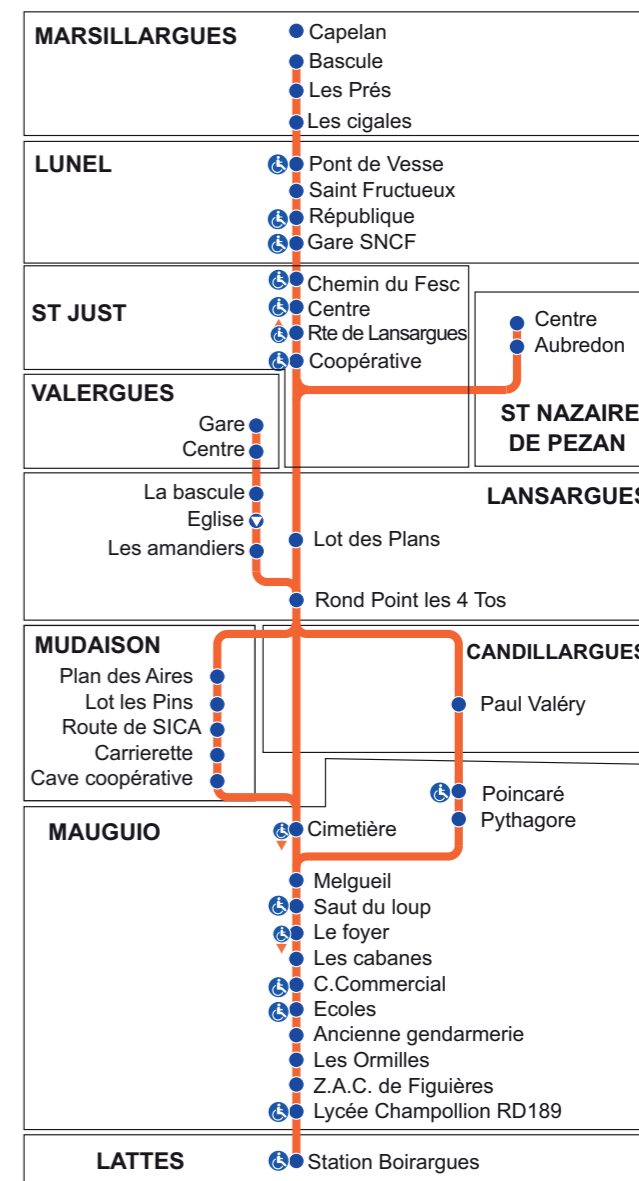 MARSILLARGUES
Capelan
Bascule
Les Prés
Les cigales
LUNEL
Pont de Vesse
Saint Fructueux
République
Gare SNCF
ST JUST
Chemin du Fesc
Centre
Rte de Lansargues
Coopérative
Centre
Aubredon
ST NAZAIRE
DE PEZAN
VALERGUES
Gare
Centre
LANSARGUES
La bascule
Eglise
Les amandiers
Lot des Plans
Rond Point les 4 Tos
MUDAISON
Plan des Aires
Lot les Pins
Route de SICA
Carrierette
Cave coopérative
CANDILLARGUES
Paul Valéry
Poincaré
Pythagore
MAUGUIO
Cimetière
Melgueil
Saut du loup
Le foyer
Les cabanes
C.Commercial
Ecoles
Ancienne gendarmerie
Les Ormilles
Z.A.C. de Figuières
Lycée Champollion RD189
LATTES
Station Boirargues